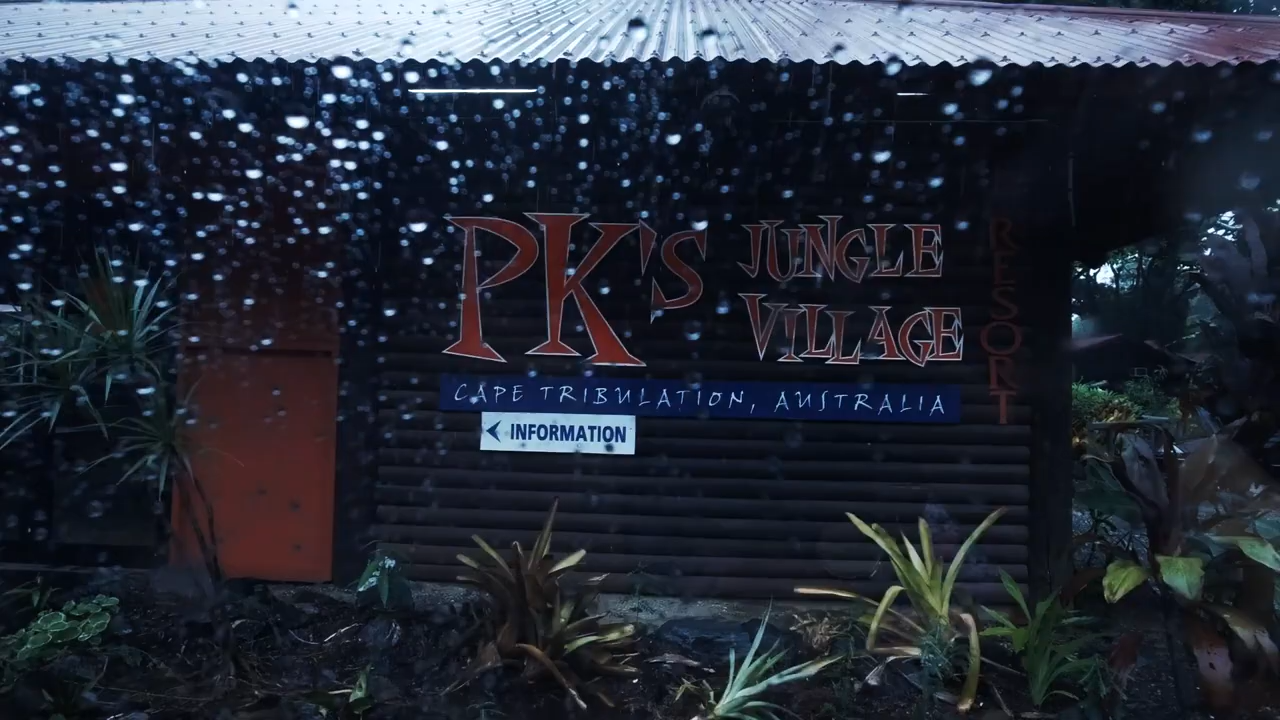 PK'S
JUNGLE
VILLAGE
RESORT
CAPE TRIBULATION, AUSTRALIA
INFORMATION